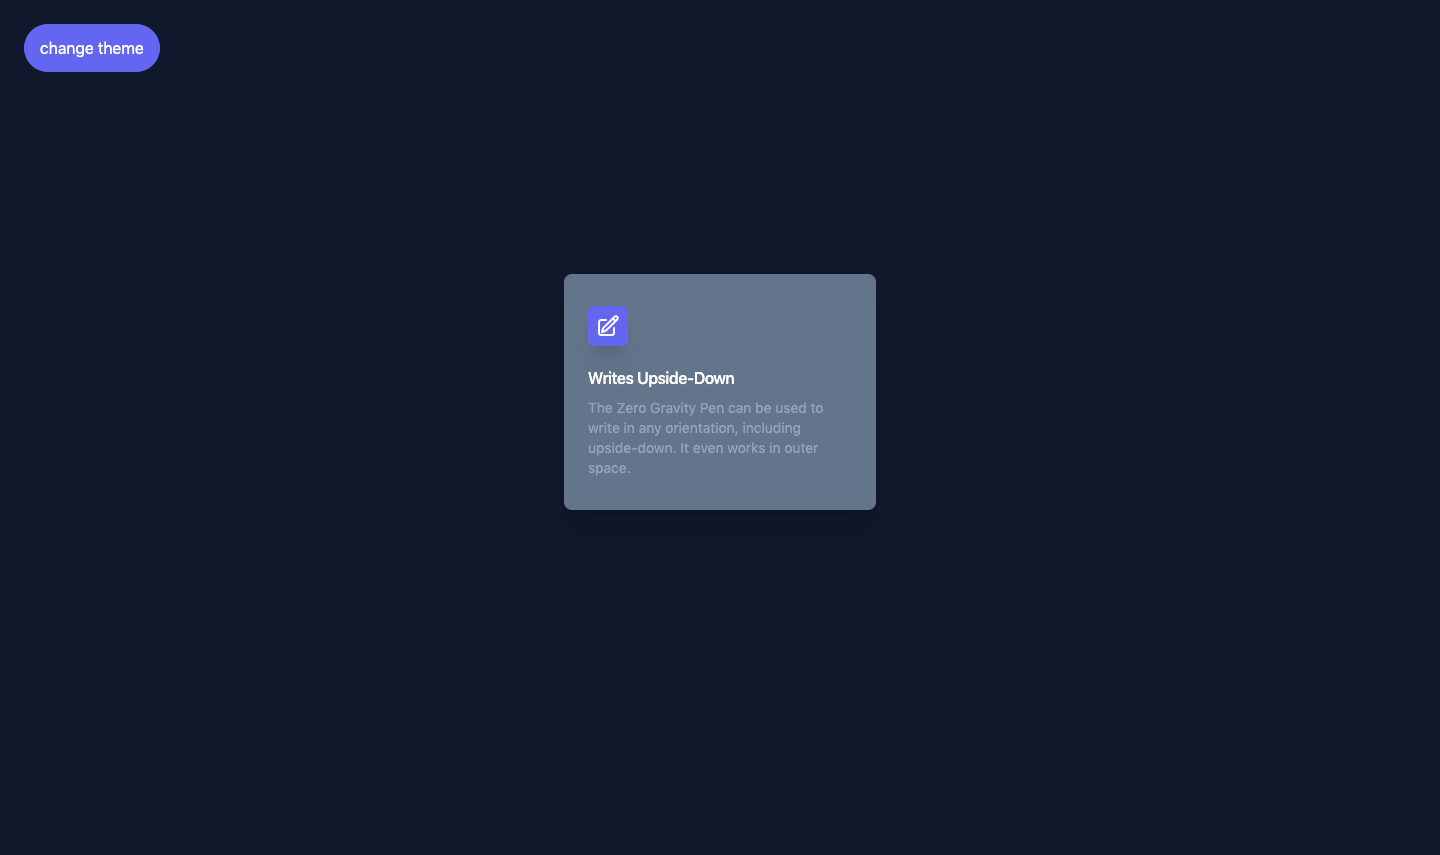 change theme
Writes Upside-Down
The Zero Gravity Pen can be used to
write in any orientation, including
upside-down. It even works in outer
space.